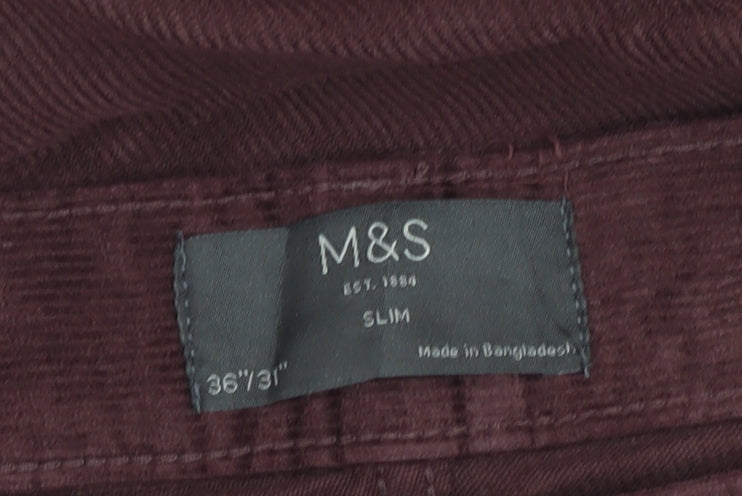 M&S
EST. 1884
SLIM
Made in Bangladesh
36"/31"